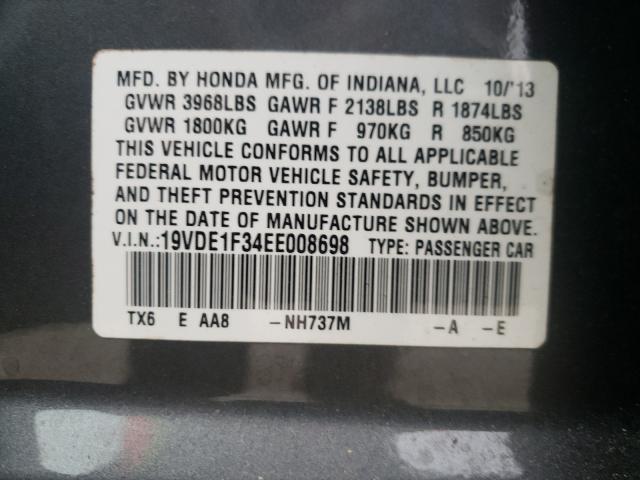 MFD. BY HONDA MFG. OF INDIANA, LLC 10/'13
GVWR 3968LBS GAWR F 2138LBS R 1874LBS
GVWR 1800KG GAWR F 970KG R 850KG
THIS VEHICLE CONFORMS TO ALL APPLICABLE
FEDERAL MOTOR VEHICLE SAFETY, BUMPER,
AND THEFT PREVENTION STANDARDS IN EFFECT
ON THE DATE OF MANUFACTURE SHOWN ABOVE.
V.I.N.:19VDE1F34EE008698 TYPE: PASSENGER CAR
TX6 E AA8 -NH737M -A -E